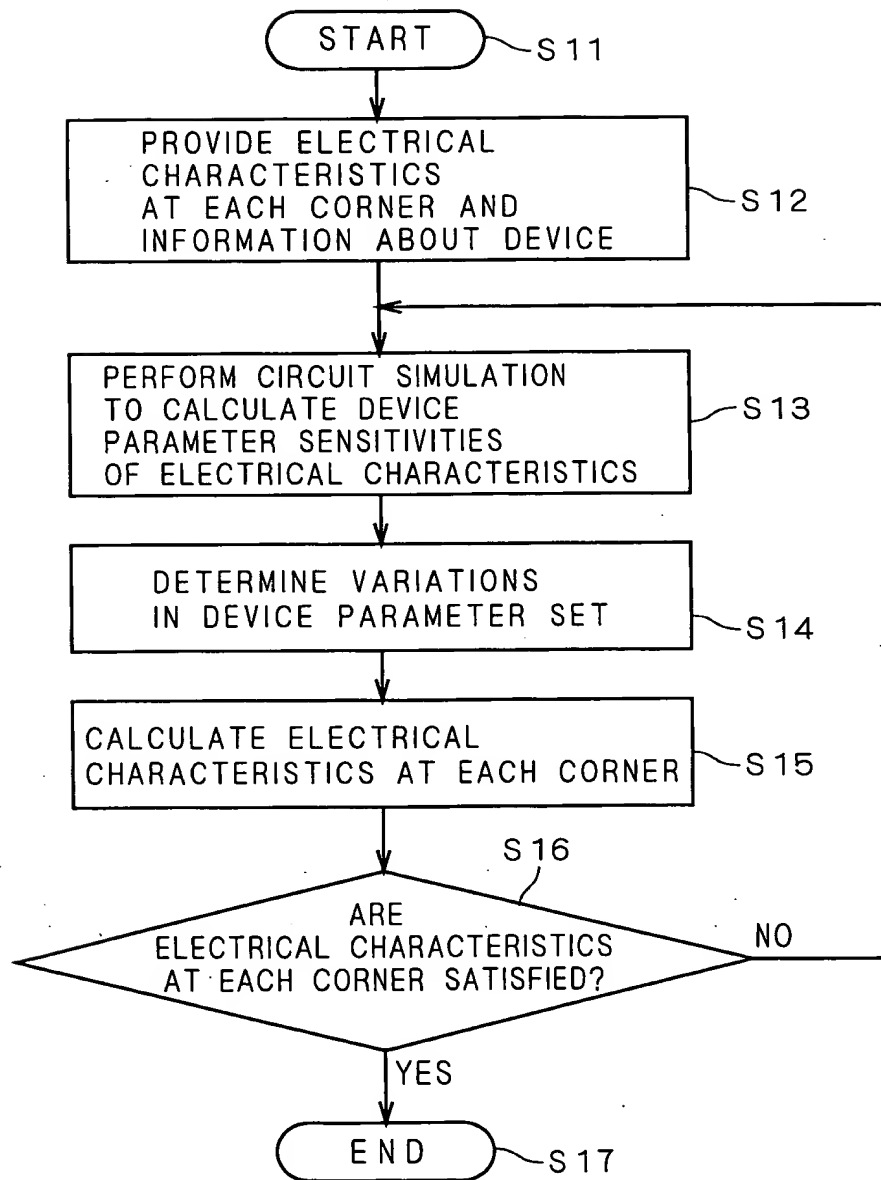 START
S11
PROVIDE ELECTRICAL
CHARACTERISTICS
AT EACH CORNER AND
INFORMATION ABOUT DEVICE
S12
PERFORM CIRCUIT SIMULATION
TO CALCULATE DEVICE
PARAMETER SENSITIVITIES
OF ELECTRICAL CHARACTERISTICS
S13
DETERMINE VARIATIONS
IN DEVICE PARAMETER SET
S14
CALCULATE ELECTRICAL
CHARACTERISTICS AT EACH CORNER
S15
S16
ARE
ELECTRICAL CHARACTERISTICS
AT EACH CORNER SATISFIED?
NO
YES
END
S17